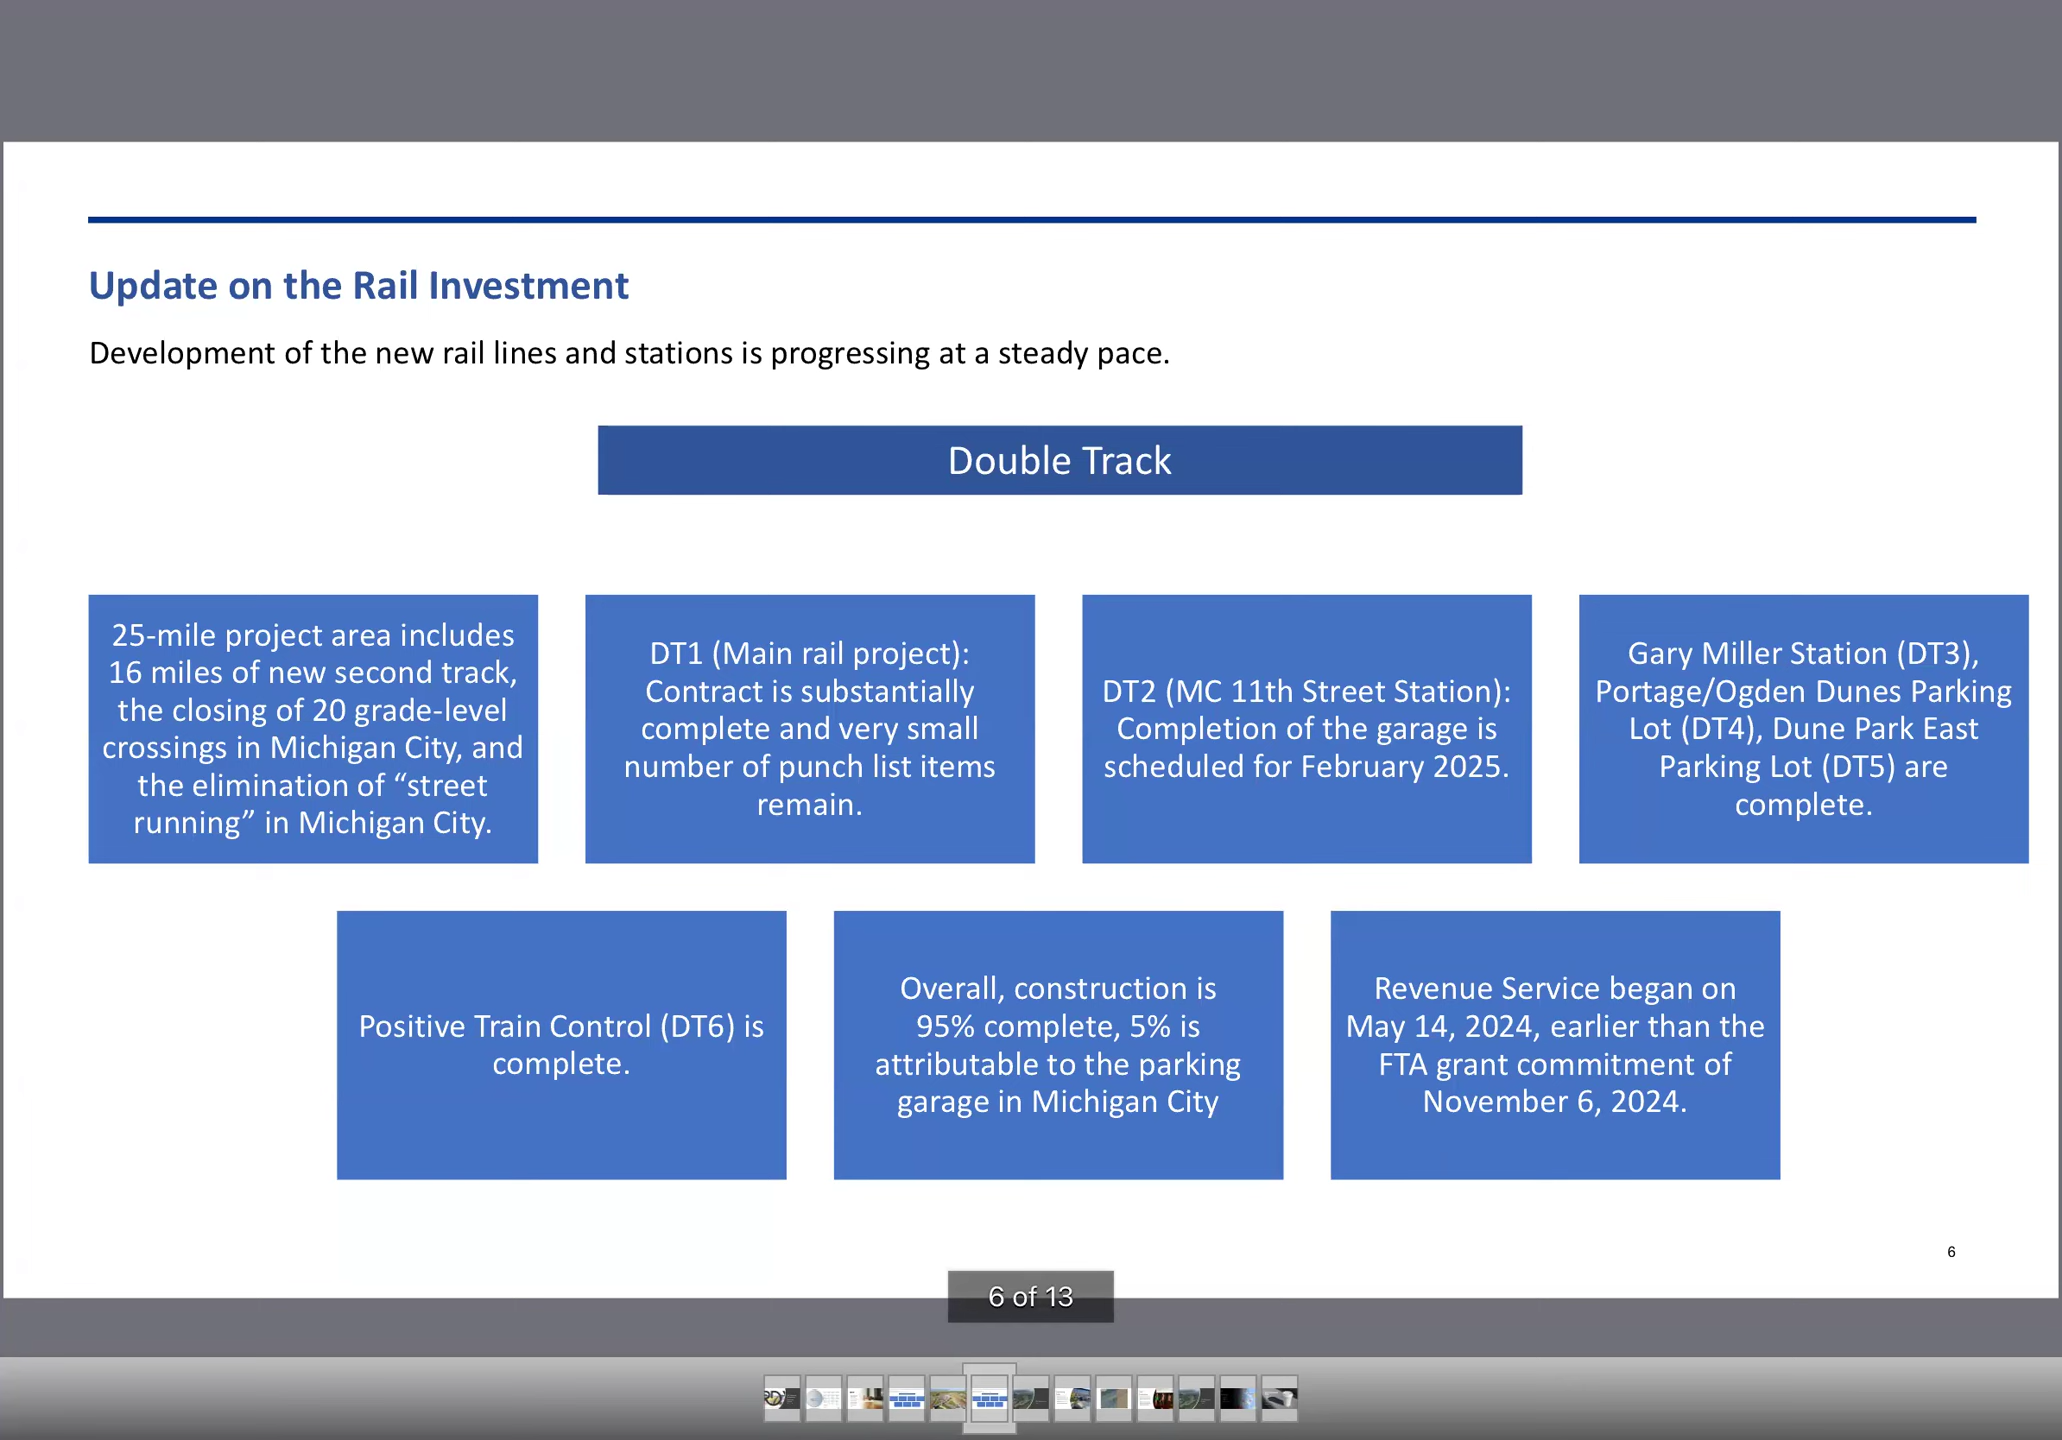 Update on the Rail Investment
Development of the new rail lines and stations is progressing at a steady pace.
Double Track
25-mile project area includes
16 miles of new second track,
the closing of 20 grade-level
crossings in Michigan City, and
the elimination of “street
running” in Michigan City.
DT1 (Main rail project):
Contract is substantially
complete and very small
number of punch list items
remain.
DT2 (MC 11th Street Station):
Completion of the garage is
scheduled for February 2025.
Gary Miller Station (DT3),
Portage/Ogden Dunes Parking
Lot (DT4), Dune Park East
Parking Lot (DT5) are
complete.
Positive Train Control (DT6) is
complete.
Overall, construction is
95% complete, 5% is
attributable to the parking
garage in Michigan City
Revenue Service began on
May 14, 2024, earlier than the
FTA grant commitment of
November 6, 2024.
6
6 of 13